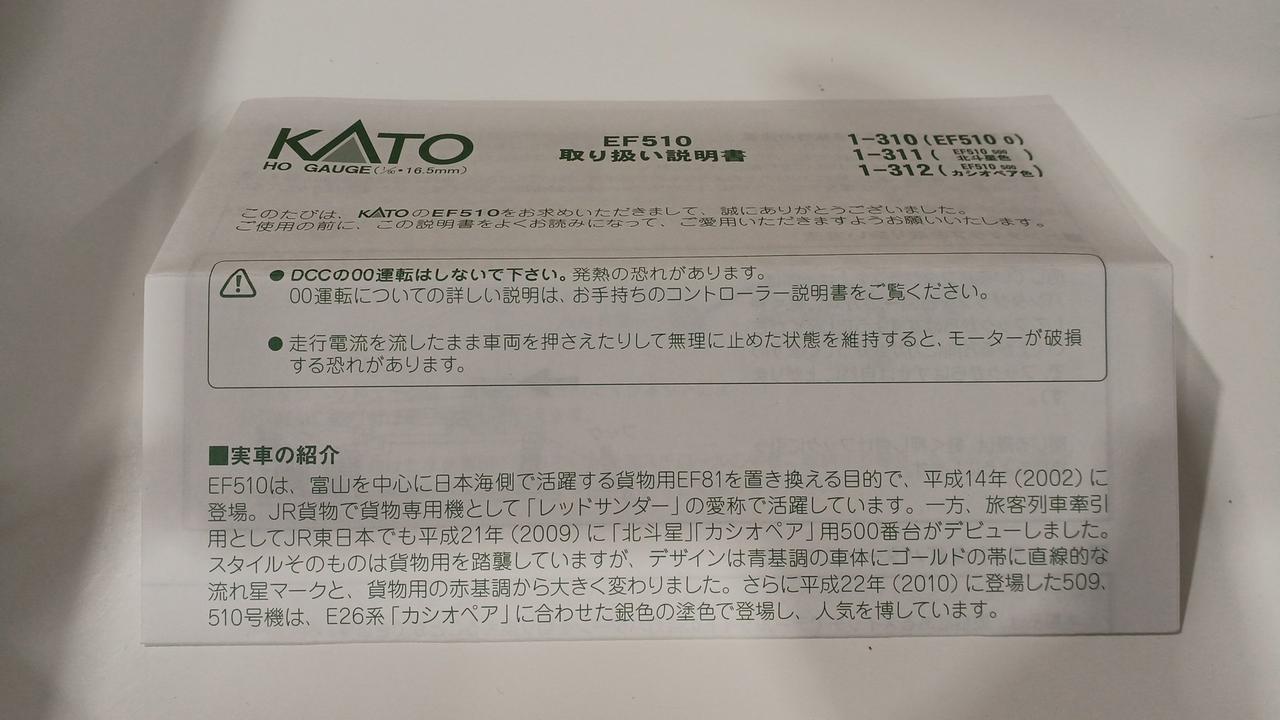 KATO
HO GAUGE(1/80・16.5mm)
EF510
取り扱い説明書
1-310(EF510 0)
1-311(EF510 500 北斗星色)
1-312(EF510 500 カシオペア色)
このたびは、KATOのEF510をお求めいただきまして、誠にありがとうございました。
ご使用の前に、この説明書をよくお読みになって、ご愛用いただきますようお願いいたします。
●DCCの00運転はしないで下さい。発熱の恐れがあります。
00運転についての詳しい説明は、お手持ちのコントローラー説明書をご覧ください。
●走行電流を流したまま車両を押さえたりして無理に止めた状態を維持すると、モーターが破損
する恐れがあります。
■実車の紹介
EF510は、富山を中心に日本海側で活躍する貨物用EF81を置き換える目的で、平成14年(2002)に
登場。JR貨物で貨物専用機として「レッドサンダー」の愛称で活躍しています。一方、旅客列車牽引
用としてJR東日本でも平成21年(2009)に「北斗星」「カシオペア」用500番台がデビューしました。
スタイルそのものは貨物用を踏襲していますが、デザインは青基調の車体にゴールドの帯に直線的な
流れ星マークと、貨物用の赤基調から大きく変わりました。さらに平成22年(2010)に登場した509、
510号機は、E26系「カシオペア」に合わせた銀色の塗色で登場し、人気を博しています。